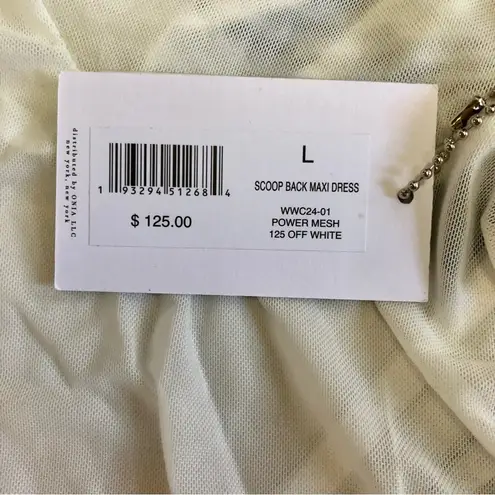 distributed by ONIA LLC
new york, new york
1 93294 51268 4
$ 125.00
L
SCOOP BACK MAXI DRESS
WWC24-01
POWER MESH
125 OFF WHITE